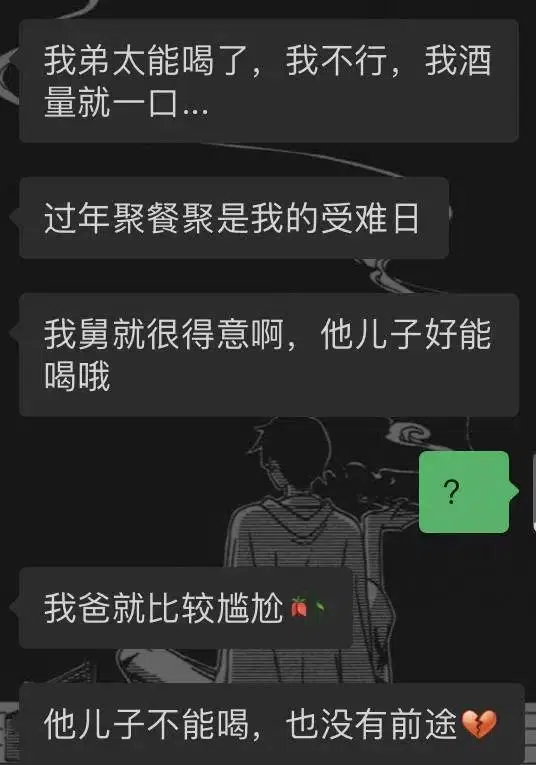 我弟太能喝了，我不行，我酒
量就一口...
过年聚餐聚是我的受难日
我舅就很得意啊，他儿子好能
喝哦
？
我爸就比较尴尬🥀
他儿子不能喝，也没有前途💔